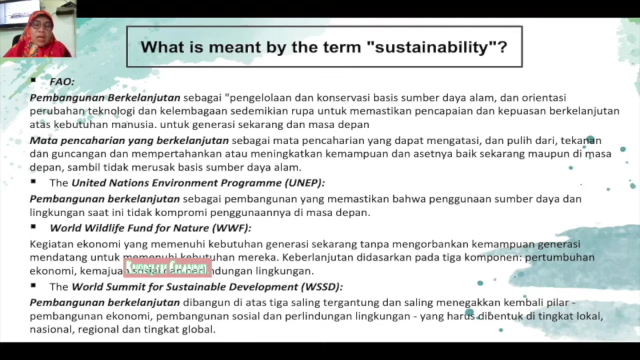 What is meant by the term "sustainability"?
▪ FAO:
Pembangunan Berkelanjutan sebagai "pengelolaan dan konservasi basis sumber daya alam, dan orientasi
perubahan teknologi dan kelembagaan sedemikian rupa untuk memastikan pencapaian dan kepuasan berkelanjutan
atas kebutuhan manusia. untuk generasi sekarang dan masa depan
Mata pencaharian yang berkelanjutan sebagai mata pencaharian yang dapat mengatasi, dan pulih dari, tekanan
dan guncangan dan mempertahankan atau meningkatkan kemampuan dan asetnya baik sekarang maupun di masa
depan, sambil tidak merusak basis sumber daya alam.
▪ The United Nations Environment Programme (UNEP):
Pembangunan berkelanjutan sebagai pembangunan yang memastikan bahwa penggunaan sumber daya dan
lingkungan saat ini tidak kompromi penggunaannya di masa depan.
▪ World Wildlife Fund for Nature (WWF):
Kegiatan ekonomi yang memenuhi kebutuhan generasi sekarang tanpa mengorbankan kemampuan generasi
mendatang untuk memenuhi kebutuhan mereka. Keberlanjutan didasarkan pada tiga komponen: pertumbuhan
ekonomi, kemajuan sosial dan perlindungan lingkungan.
▪ The World Summit for Sustainable Development (WSSD):
Pembangunan berkelanjutan dibangun di atas tiga saling tergantung dan saling menegakkan kembali pilar -
pembangunan ekonomi, pembangunan sosial dan perlindungan lingkungan - yang harus dibentuk di tingkat lokal,
nasional, regional dan tingkat global.